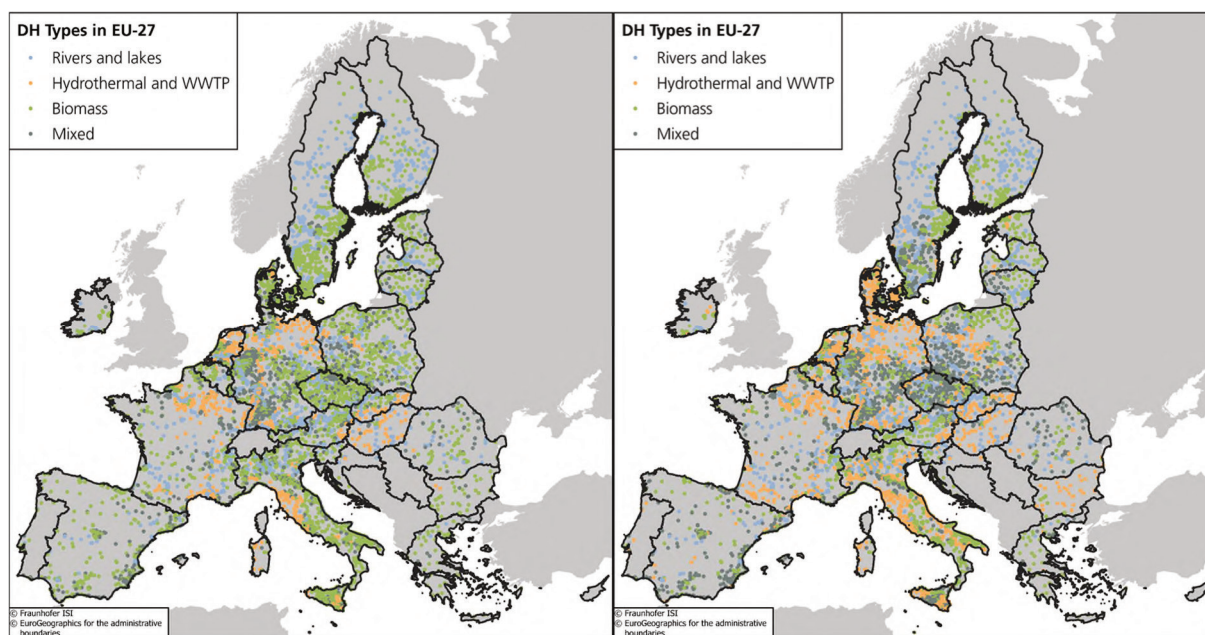 DH Types in EU-27
Rivers and lakes
Hydrothermal and WWTP
Biomass
Mixed
© Fraunhofer ISI
© EuroGeographics for the administrative
boundaries
DH Types in EU-27
Rivers and lakes
Hydrothermal and WWTP
Biomass
Mixed
© Fraunhofer ISI
© EuroGeographics for the administrative
boundaries